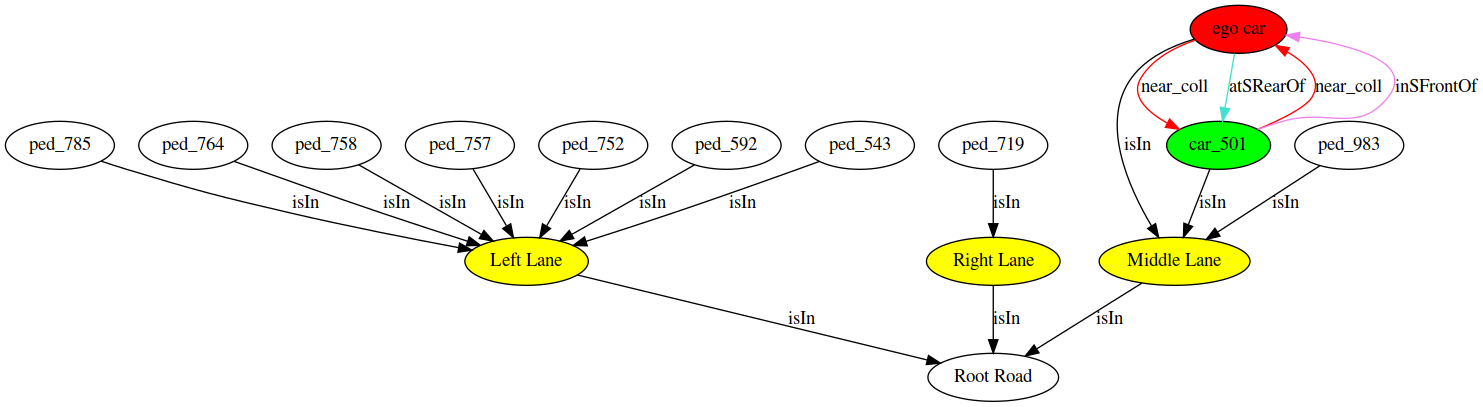 ego car
near_coll
atSRearOf
near_coll
inSFrontOf
ped_785
ped_764
ped_758
ped_757
ped_752
ped_592
ped_543
ped_719
isIn
car_501
ped_983
isIn
isIn
isIn
isIn
isIn
isIn
isIn
isIn
isIn
isIn
Left Lane
Right Lane
Middle Lane
isIn
isIn
isIn
Root Road